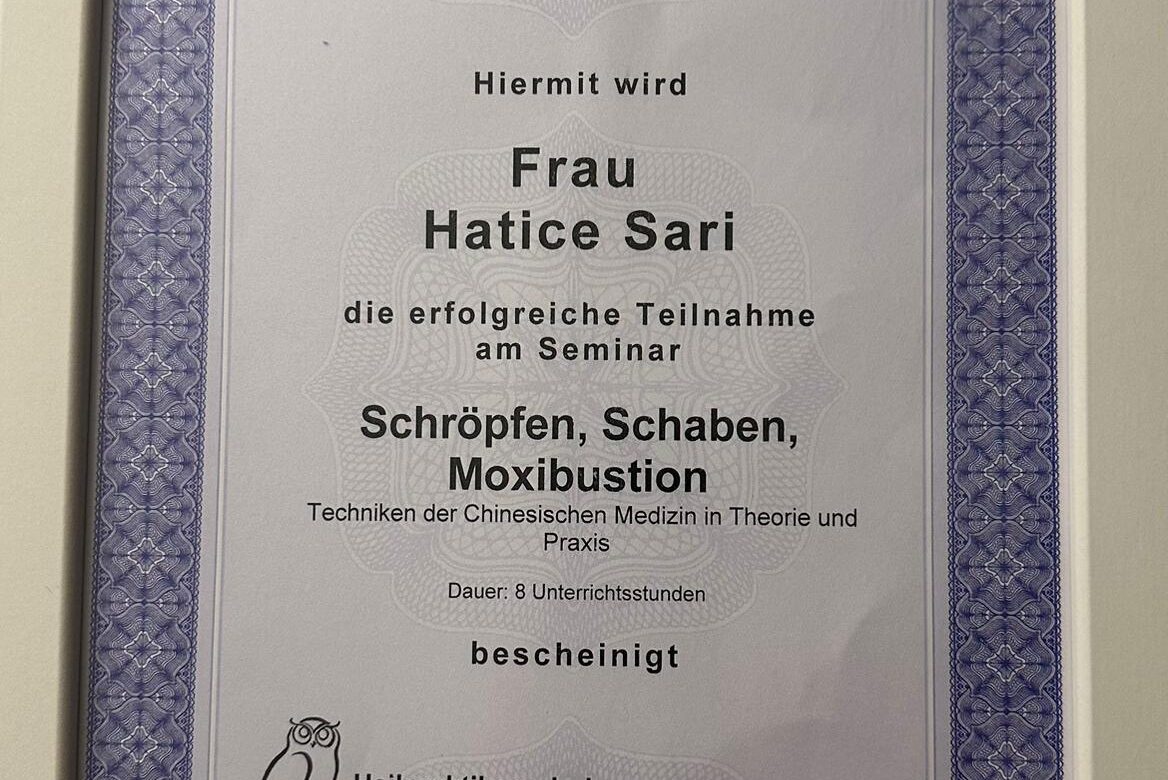 Hiermit wird
Frau
Hatice Sari
die erfolgreiche Teilnahme
am Seminar
Schröpfen, Schaben,
Moxibustion
Techniken der Chinesischen Medizin in Theorie und
Praxis
Dauer: 8 Unterrichtsstunden
bescheinigt